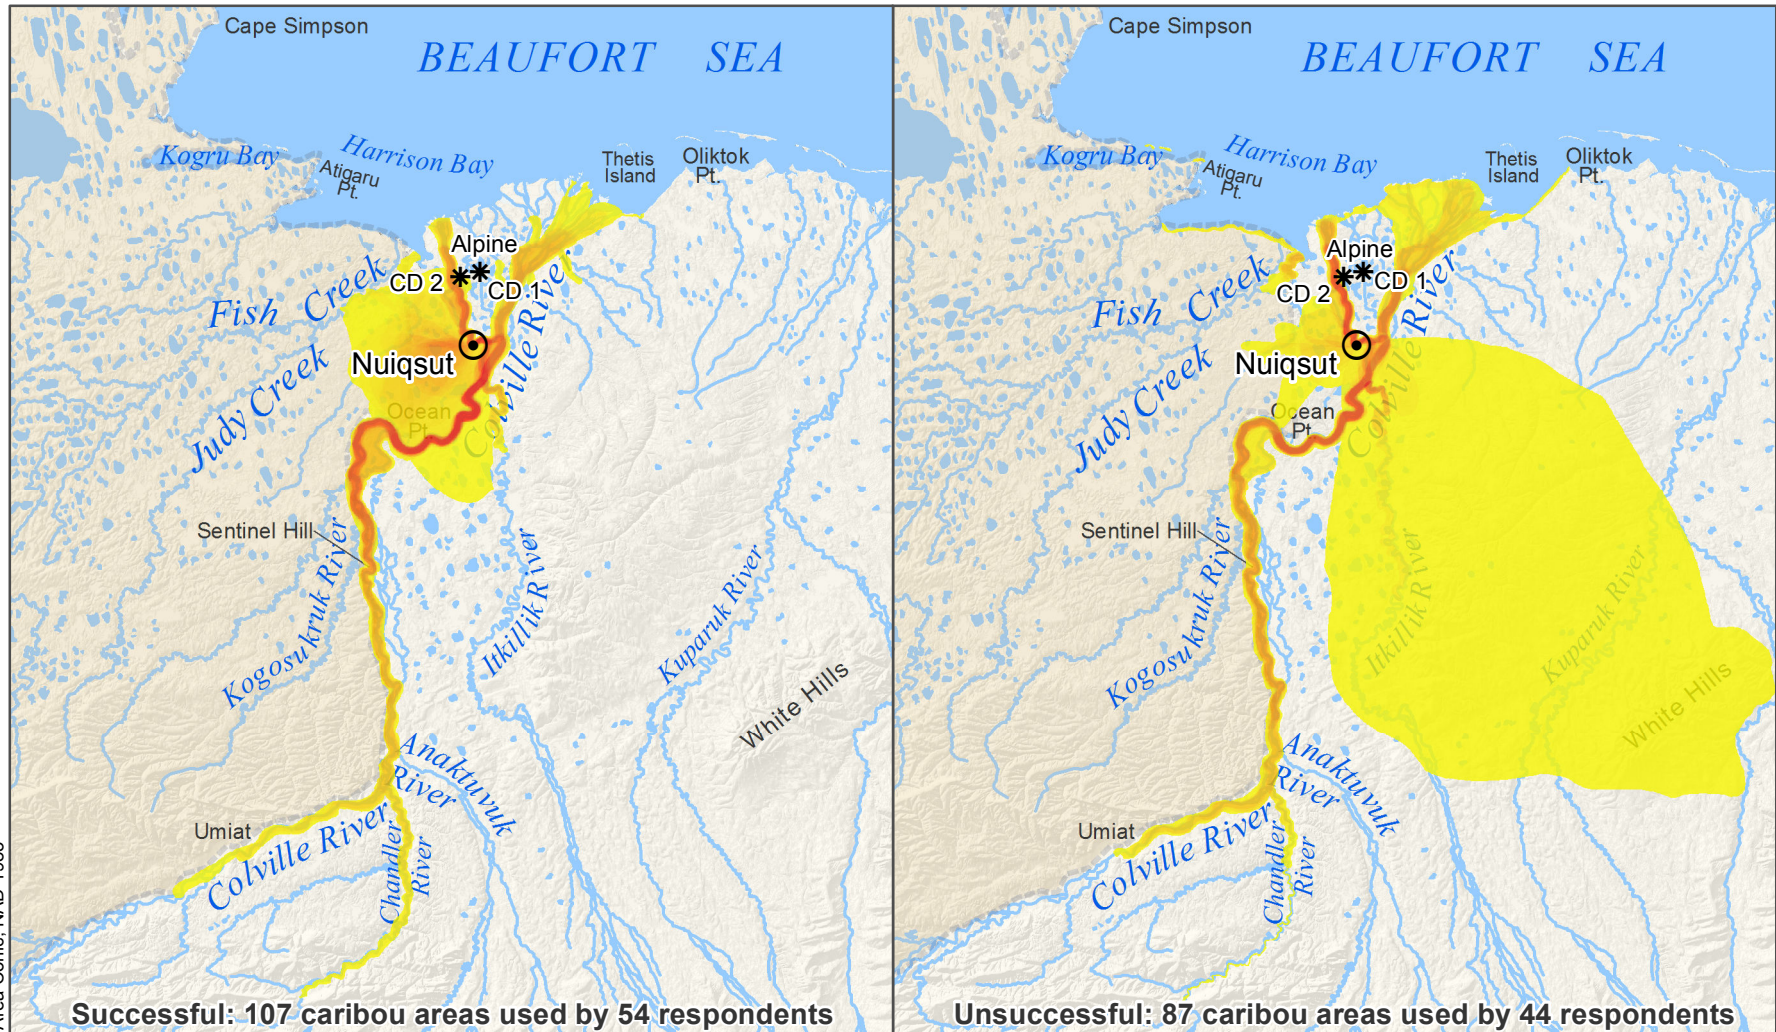 Cape Simpson
BEAUFORT SEA
Kogru Bay
Harrison Bay
Atigaru
Pt.
Thetis
Island
Oliktok
Pt.
Alpine
CD 2
CD 1
Fish Creek
Judy Creek
Nuiqsut
Colville River
Ocean
Pt.
Sentinel Hill
Kogosukruk River
Itkillik River
Kuparuk River
White Hills
Anaktuvuk
River
Umiat
Colville River
Chandler
River
Successful: 107 caribou areas used by 54 respondents
Cape Simpson
BEAUFORT SEA
Kogru Bay
Harrison Bay
Atigaru
Pt.
Thetis
Island
Oliktok
Pt.
Alpine
CD 2
CD 1
Fish Creek
Judy Creek
Nuiqsut
Colville River
Ocean
Pt.
Sentinel Hill
Kogosukruk River
Itkillik River
Kuparuk River
White Hills
Anaktuvuk
River
Umiat
Colville River
Chandler
River
Unsuccessful: 87 caribou areas used by 44 respondents